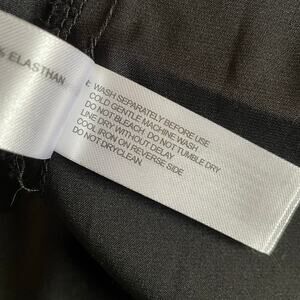 % ELASTHAN
WASH SEPARATELY BEFORE USE
COLD GENTLE MACHINE WASH
DO NOT BLEACH DO NOT TUMBLE DRY
LINE DRY WITHOUT DELAY
COOL IRON ON REVERSE SIDE
DO NOT DRYCLEAN.